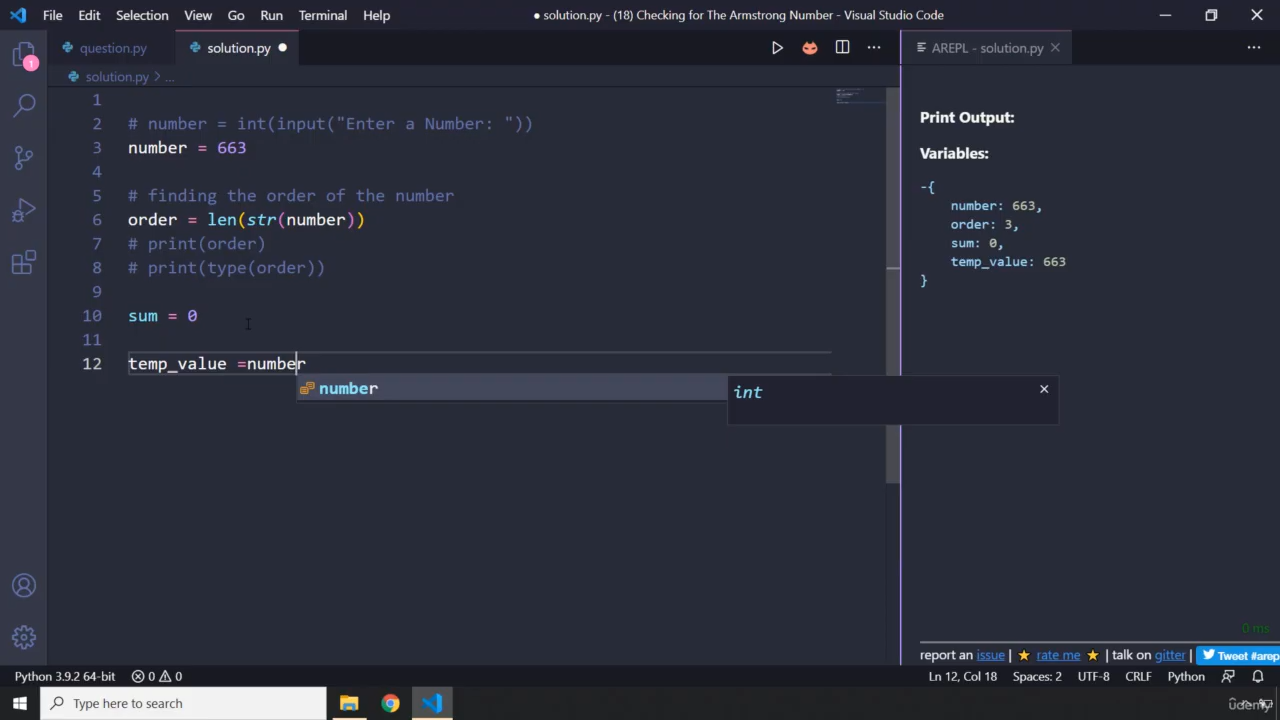 File Edit Selection View Go Run Terminal Help
● solution.py - (18) Checking for The Armstrong Number - Visual Studio Code
question.py solution.py ●
AREPL - solution.py
solution.py > ...
1
2 # number = int(input("Enter a Number: "))
3 number = 663
4
5 # finding the order of the number
6 order = len(str(number))
7 # print(order)
8 # print(type(order))
9
10 sum = 0
11
12 temp_value =number
number
int
Print Output:
Variables:
-{
number: 663,
order: 3,
sum: 0,
temp_value: 663
}
1
0 ms
report an issue | ⭐ rate me ⭐ | talk on gitter | Tweet #arep
Python 3.9.2 64-bit 0 0 Ln 12, Col 18 Spaces: 2 UTF-8 CRLF Python
Type here to search
udemy